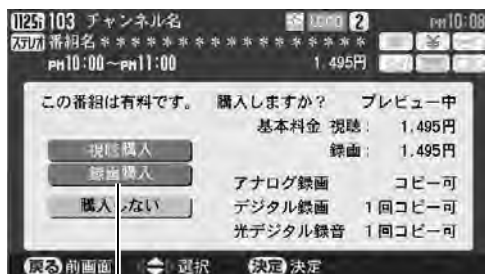 1125i 103 チャンネル名 2 PM10:08
ステレオ 番組名＊＊＊＊＊＊＊＊＊＊＊＊＊＊＊ ¥
PM10:00～PM11:00 1,495円
この番組は有料です。 購入しますか？ プレビュー中
基本料金 視聴： 1,495円
視聴購入 録画： 1,495円
録画購入
アナログ録画 コピー可
購入しない デジタル録画 1回コピー可
光デジタル録音 1回コピー可
戻る 前画面 選択 決定 決定